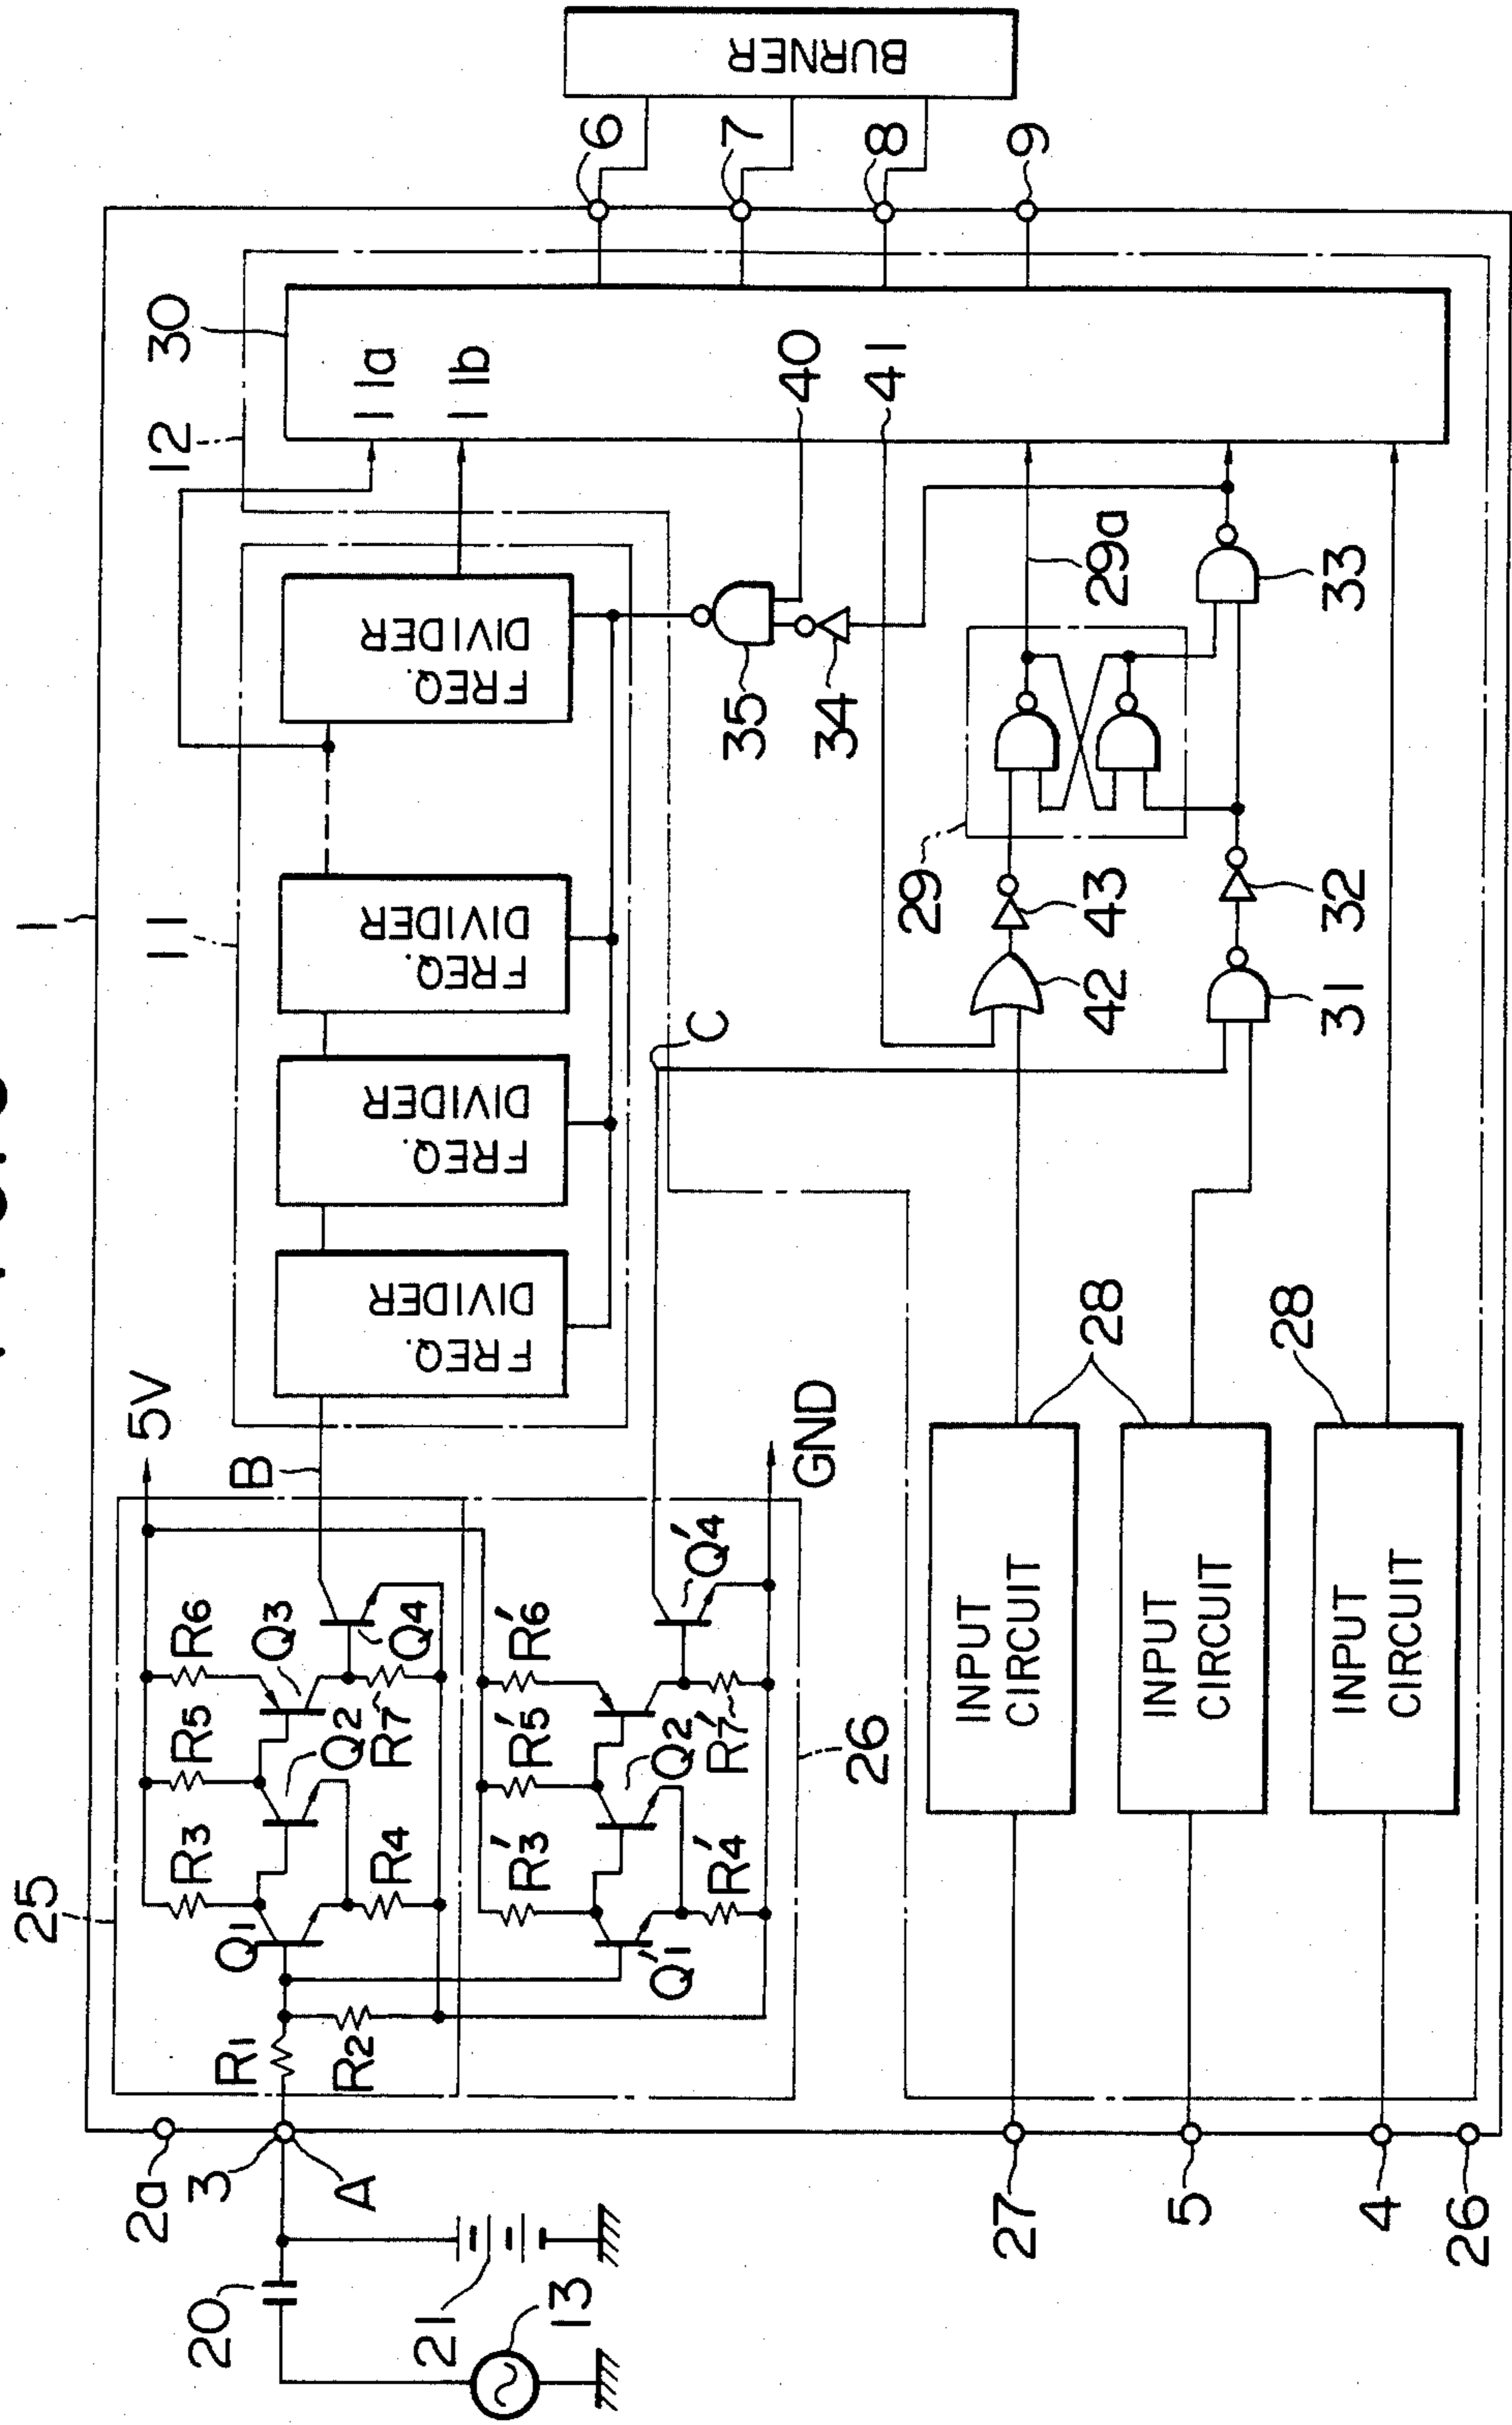 1
25
5V
11
12
30
R3
R5
R6
Q1
Q2
Q3
Q4
R1
R2
R4
R7
B
FREQ.
DIVIDER
FREQ.
DIVIDER
FREQ.
DIVIDER
FREQ.
DIVIDER
11a
11b
2a
3
A
20
21
13
R'3
R'5
R'6
Q'1
Q'2
Q'4
R'4
R'7
26
GND
C
35
34
40
41
6
7
8
9
BURNER
29
29a
42
43
31
32
33
27
INPUT
CIRCUIT
28
5
INPUT
CIRCUIT
4
INPUT
CIRCUIT
28
26